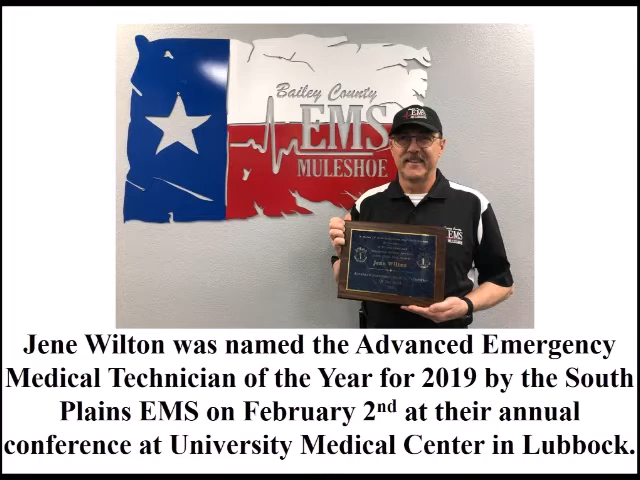 Bailey County
EMS
MULESHOE
EMS
MULESHOE
EMS
Jene Wilton
Jene Wilton was named the Advanced Emergency
Medical Technician of the Year for 2019 by the South
Plains EMS on February 2nd at their annual
conference at University Medical Center in Lubbock.